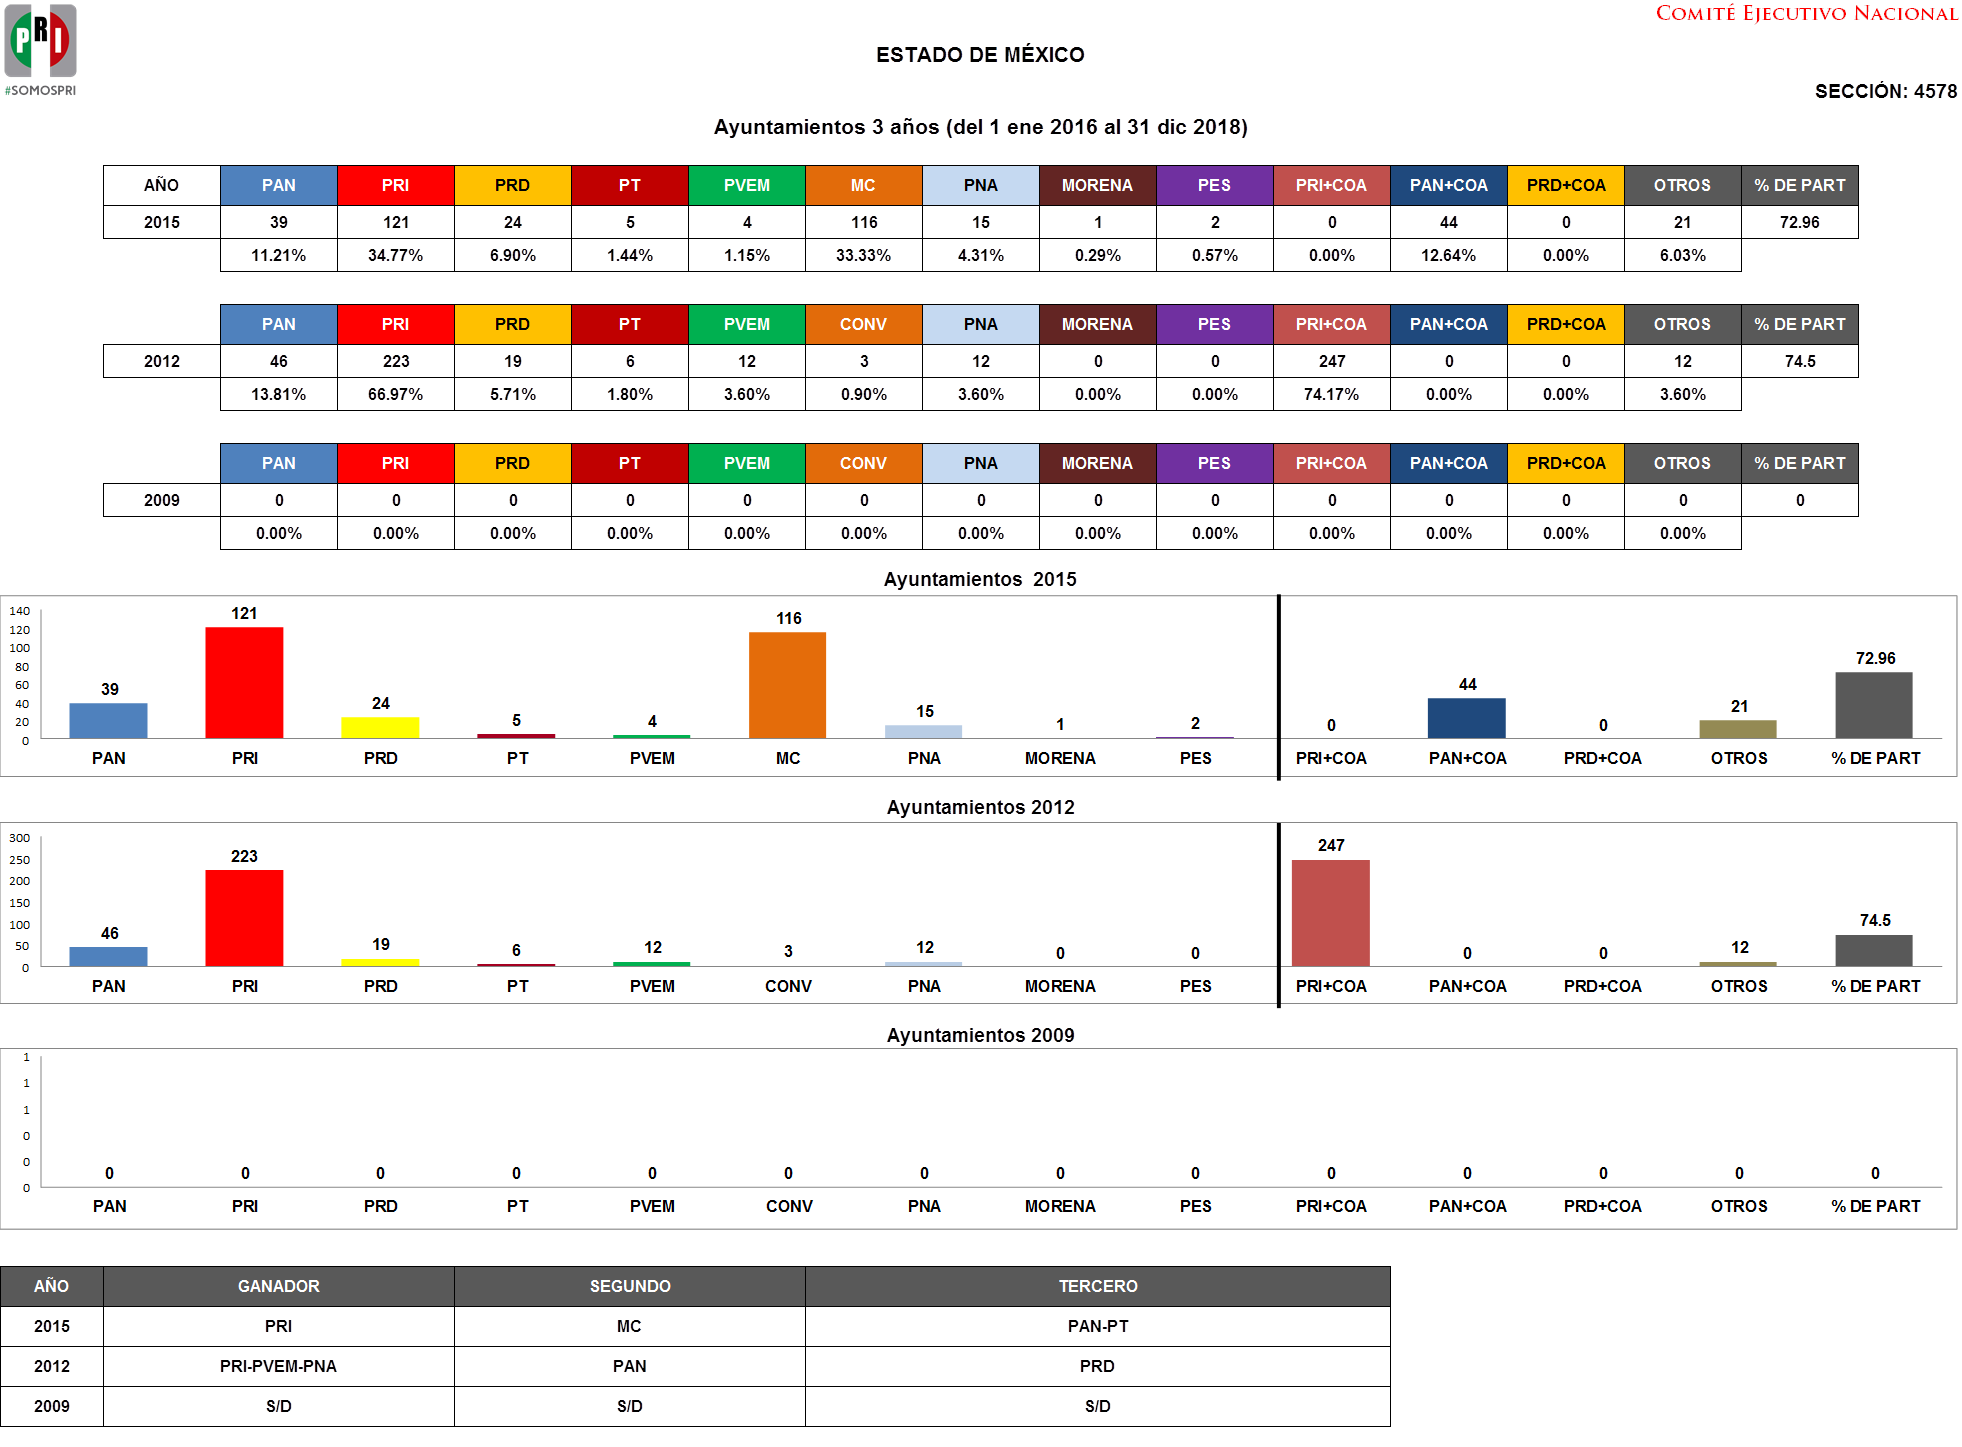 PRI
#SOMOSPRI
COMITÉ EJECUTIVO NACIONAL
ESTADO DE MÉXICO
SECCIÓN: 4578
Ayuntamientos 3 años (del 1 ene 2016 al 31 dic 2018)
AÑO PAN PRI PRD PT PVEM MC PNA MORENA PES PRI+COA PAN+COA PRD+COA OTROS % DE PART
2015 39 121 24 5 4 116 15 1 2 0 44 0 21 72.96
11.21% 34.77% 6.90% 1.44% 1.15% 33.33% 4.31% 0.29% 0.57% 0.00% 12.64% 0.00% 6.03%
PAN PRI PRD PT PVEM CONV PNA MORENA PES PRI+COA PAN+COA PRD+COA OTROS % DE PART
2012 46 223 19 6 12 3 12 0 0 247 0 0 12 74.5
13.81% 66.97% 5.71% 1.80% 3.60% 0.90% 3.60% 0.00% 0.00% 74.17% 0.00% 0.00% 3.60%
PAN PRI PRD PT PVEM CONV PNA MORENA PES PRI+COA PAN+COA PRD+COA OTROS % DE PART
2009 0 0 0 0 0 0 0 0 0 0 0 0 0 0
0.00% 0.00% 0.00% 0.00% 0.00% 0.00% 0.00% 0.00% 0.00% 0.00% 0.00% 0.00% 0.00%
Ayuntamientos 2015
140
120
100
80
60
40
20
0
39 121 24 5 4 116 15 1 2 0 44 0 21 72.96
PAN PRI PRD PT PVEM MC PNA MORENA PES PRI+COA PAN+COA PRD+COA OTROS % DE PART
Ayuntamientos 2012
300
250
200
150
100
50
0
46 223 19 6 12 3 12 0 0 247 0 0 12 74.5
PAN PRI PRD PT PVEM CONV PNA MORENA PES PRI+COA PAN+COA PRD+COA OTROS % DE PART
Ayuntamientos 2009
1
1
1
0
0
0
0 0 0 0 0 0 0 0 0 0 0 0 0 0
PAN PRI PRD PT PVEM CONV PNA MORENA PES PRI+COA PAN+COA PRD+COA OTROS % DE PART
AÑO GANADOR SEGUNDO TERCERO
2015 PRI MC PAN-PT
2012 PRI-PVEM-PNA PAN PRD
2009 S/D S/D S/D